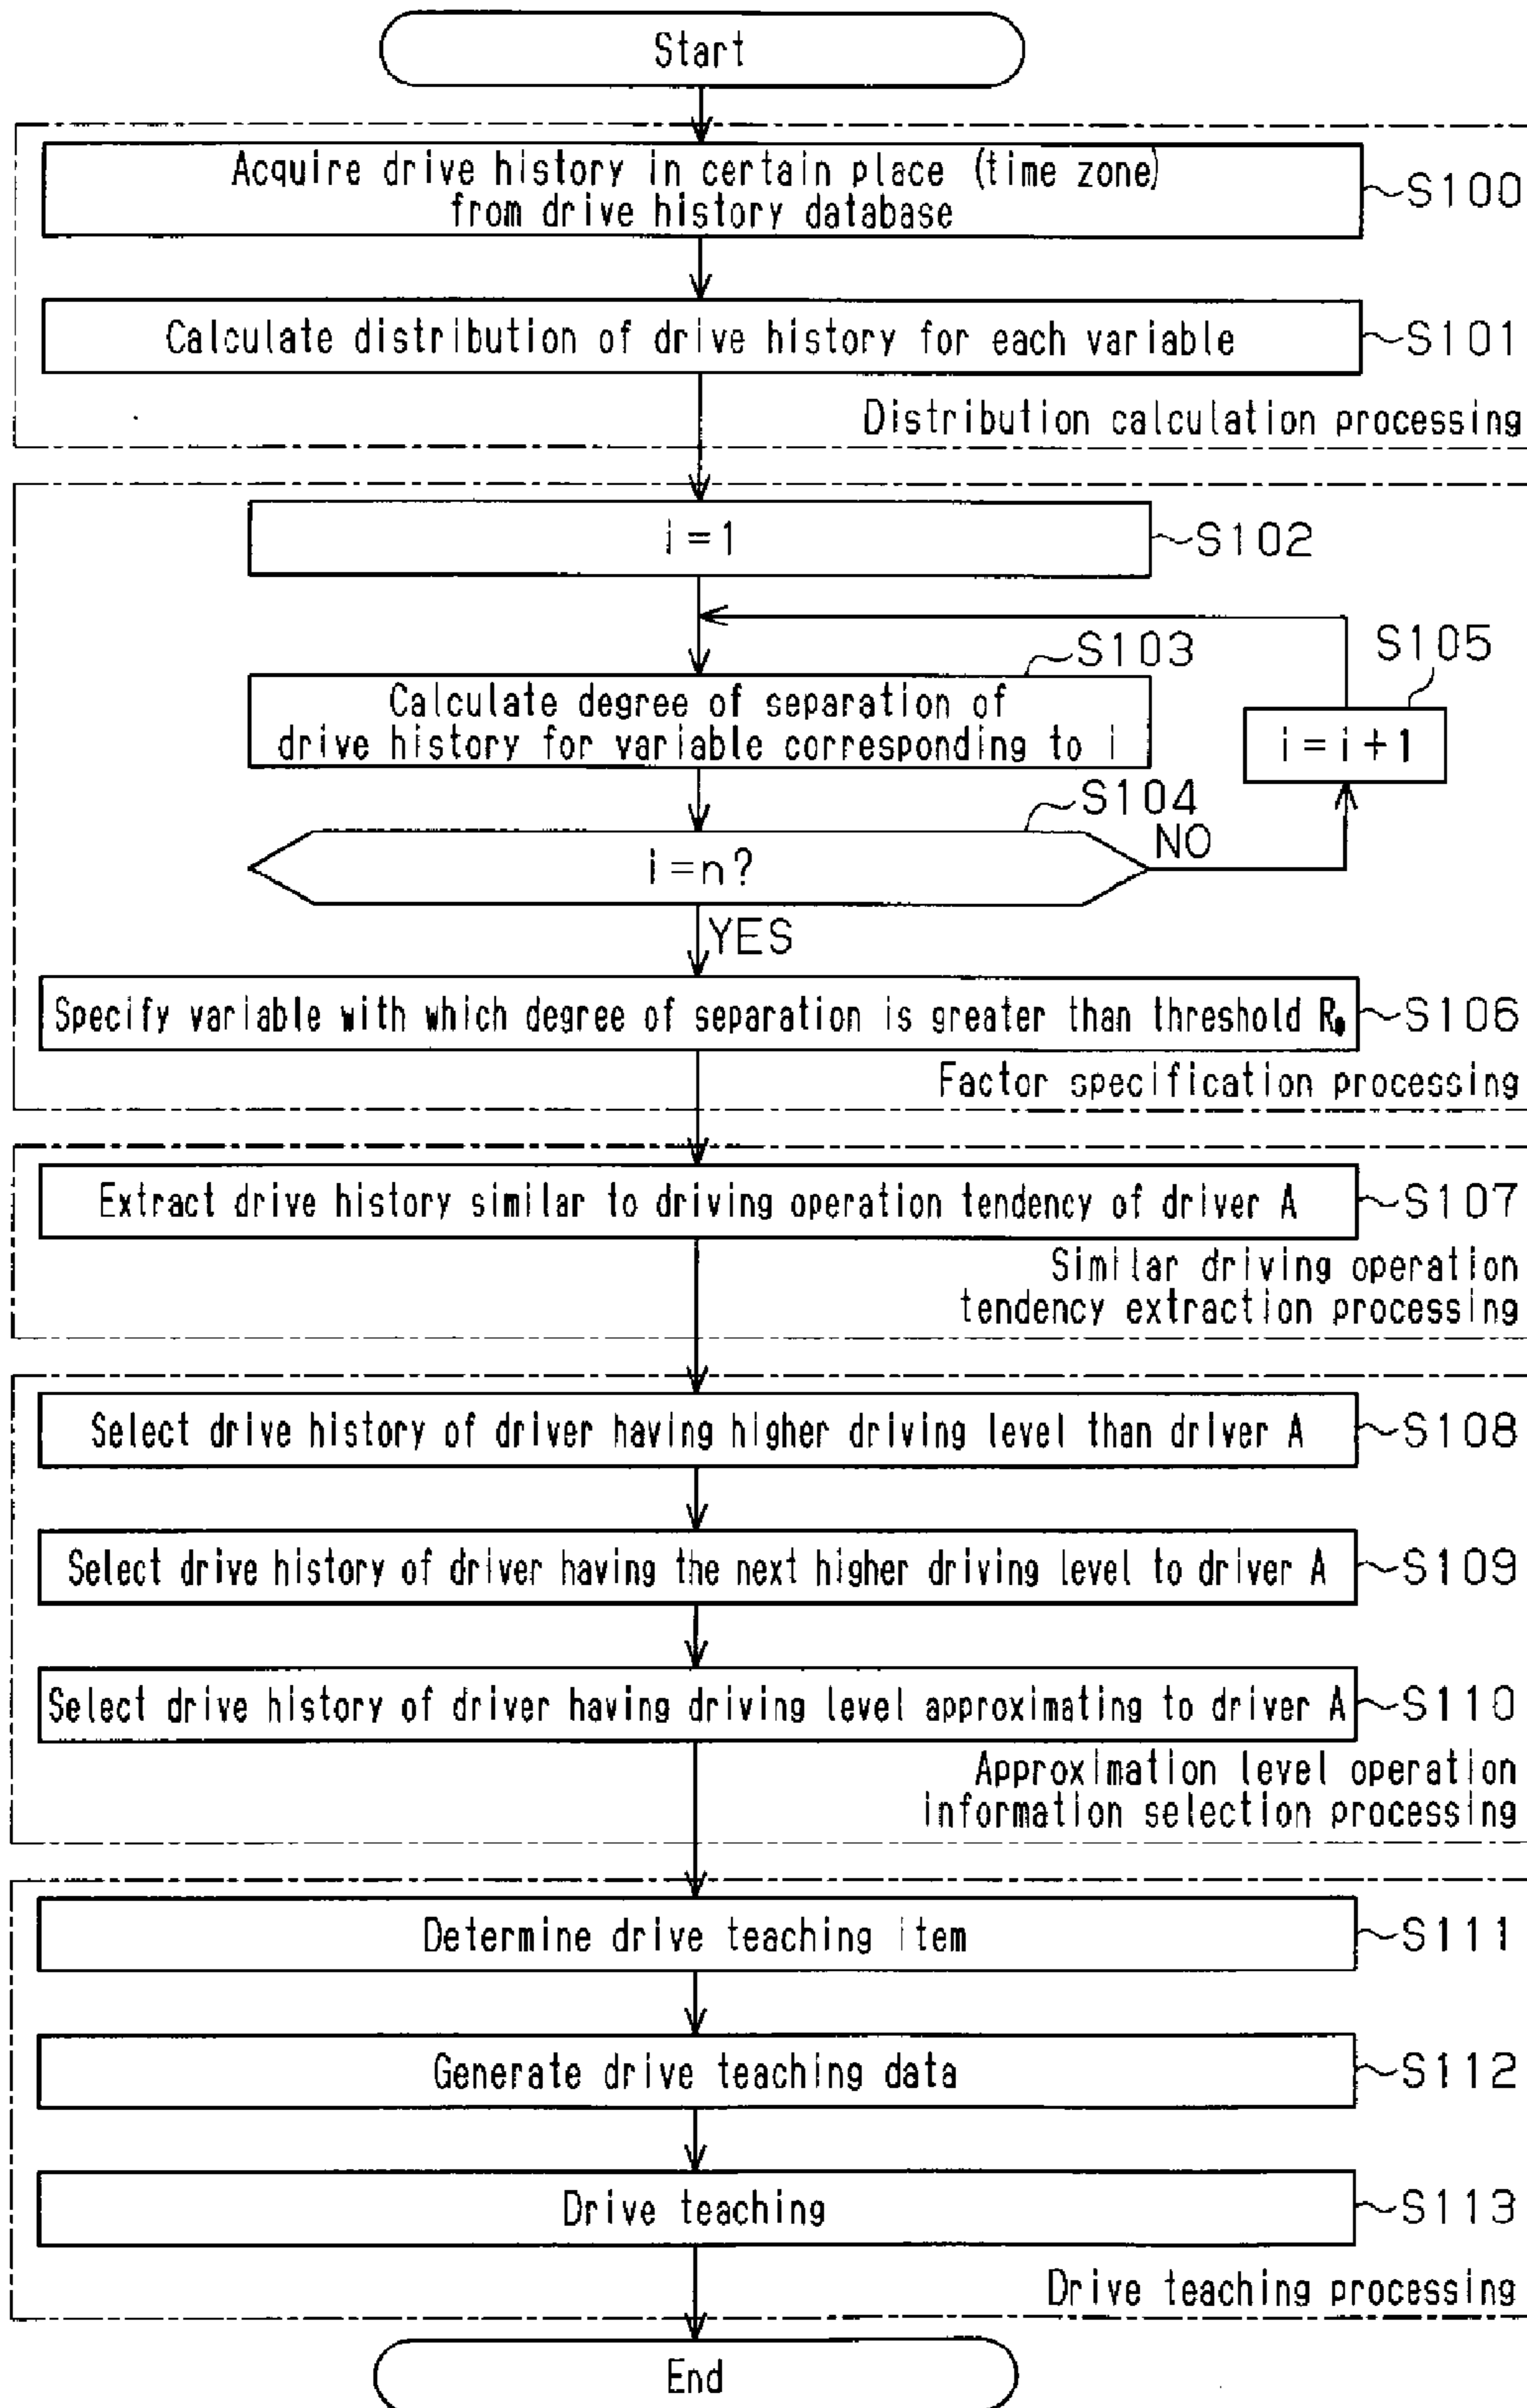 Start
Acquire drive history in certain place (time zone)
from drive history database
S100
Calculate distribution of drive history for each variable
S101
Distribution calculation processing
i=1
S102
S103
Calculate degree of separation of
drive history for variable corresponding to i
S105
i=i+1
S104
i=n?
NO
YES
Specify variable with which degree of separation is greater than threshold R₀
S106
Factor specification processing
Extract drive history similar to driving operation tendency of driver A
S107
Similar driving operation
tendency extraction processing
Select drive history of driver having higher driving level than driver A
S108
Select drive history of driver having the next higher driving level to driver A
S109
Select drive history of driver having driving level approximating to driver A
S110
Approximation level operation
information selection processing
Determine drive teaching item
S111
Generate drive teaching data
S112
Drive teaching
S113
Drive teaching processing
End